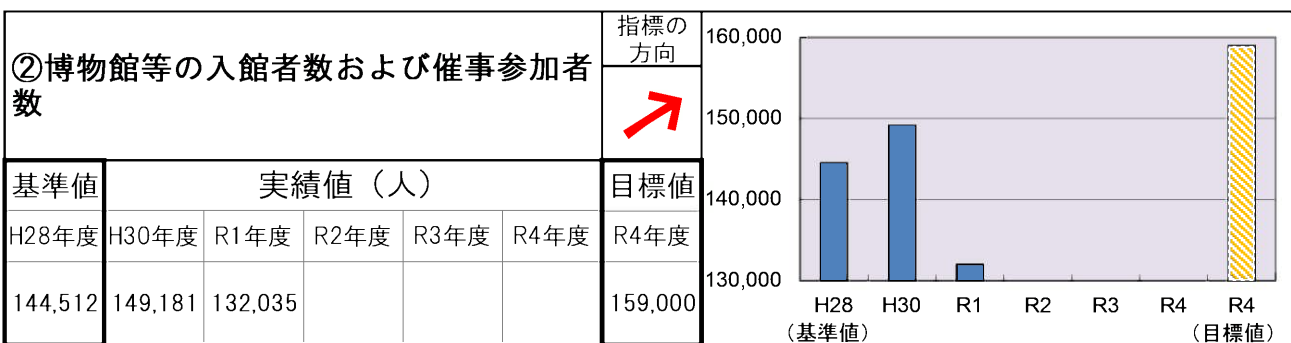 ②博物館等の入館者数および催事参加者
数
指標の
方向
基準値 実績値（人） 目標値
H28年度 H30年度 R1年度 R2年度 R3年度 R4年度 R4年度
144,512 149,181 132,035 159,000
160,000
150,000
140,000
130,000
H28 H30 R1 R2 R3 R4 R4
（基準値） （目標値）